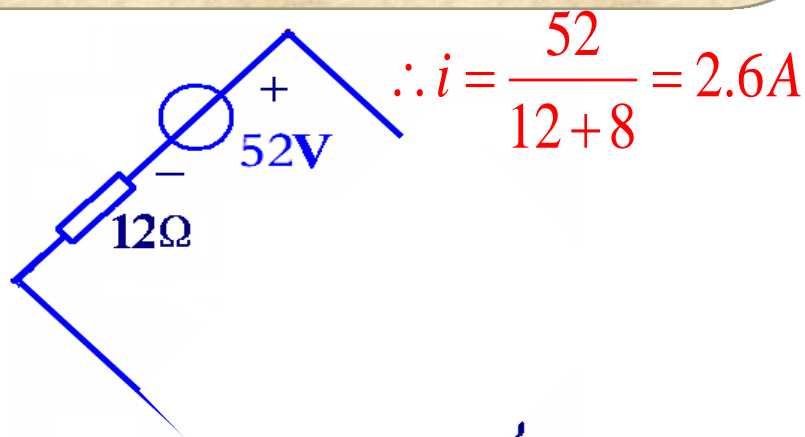 ∴ i = 52 / (12 + 8) = 2.6A
+
52V
−
12Ω